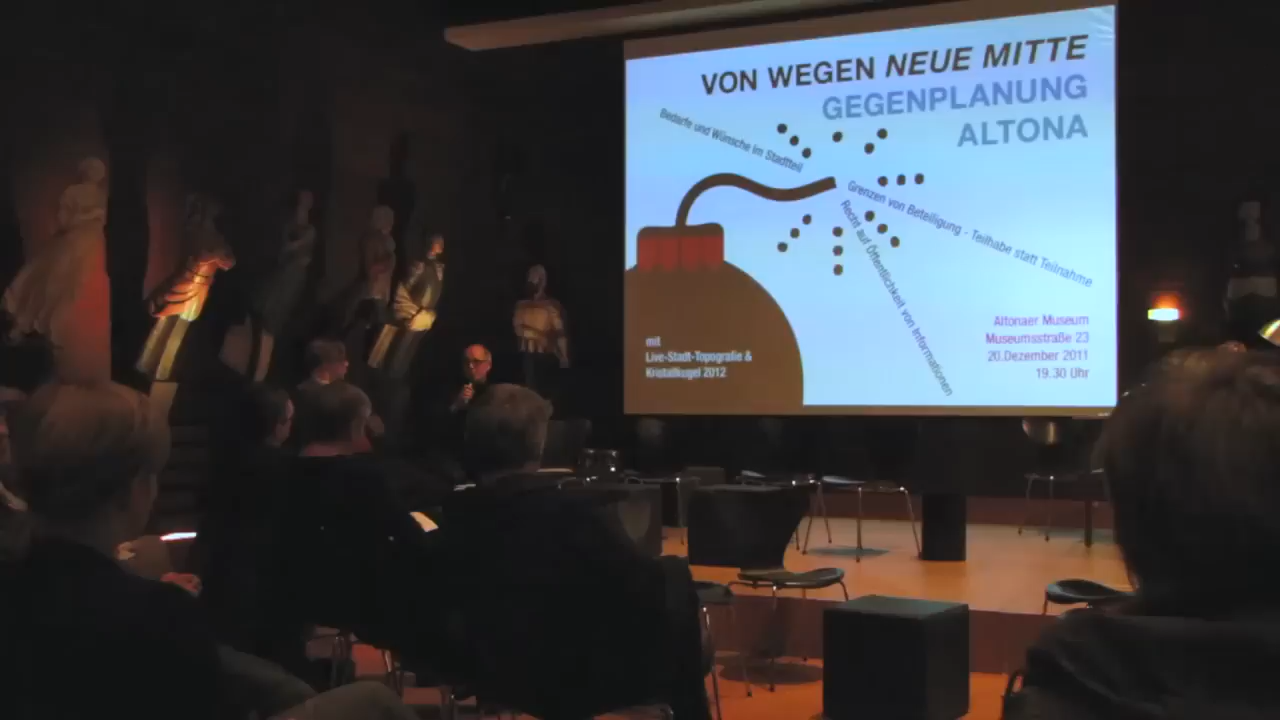 VON WEGEN NEUE MITTE
GEGENPLANUNG
ALTONA
Bedarfe und Wünsche im Stadtteil
Grenzen von Beteiligung - Teilhabe statt Teilnahme
Recht auf Öffentlichkeit von Informationen
mit
Live-Stadt-Topografie &
Kristallkugel 2012
Altonaer Museum
Museumsstraße 23
20.Dezember 2011
19.30 Uhr